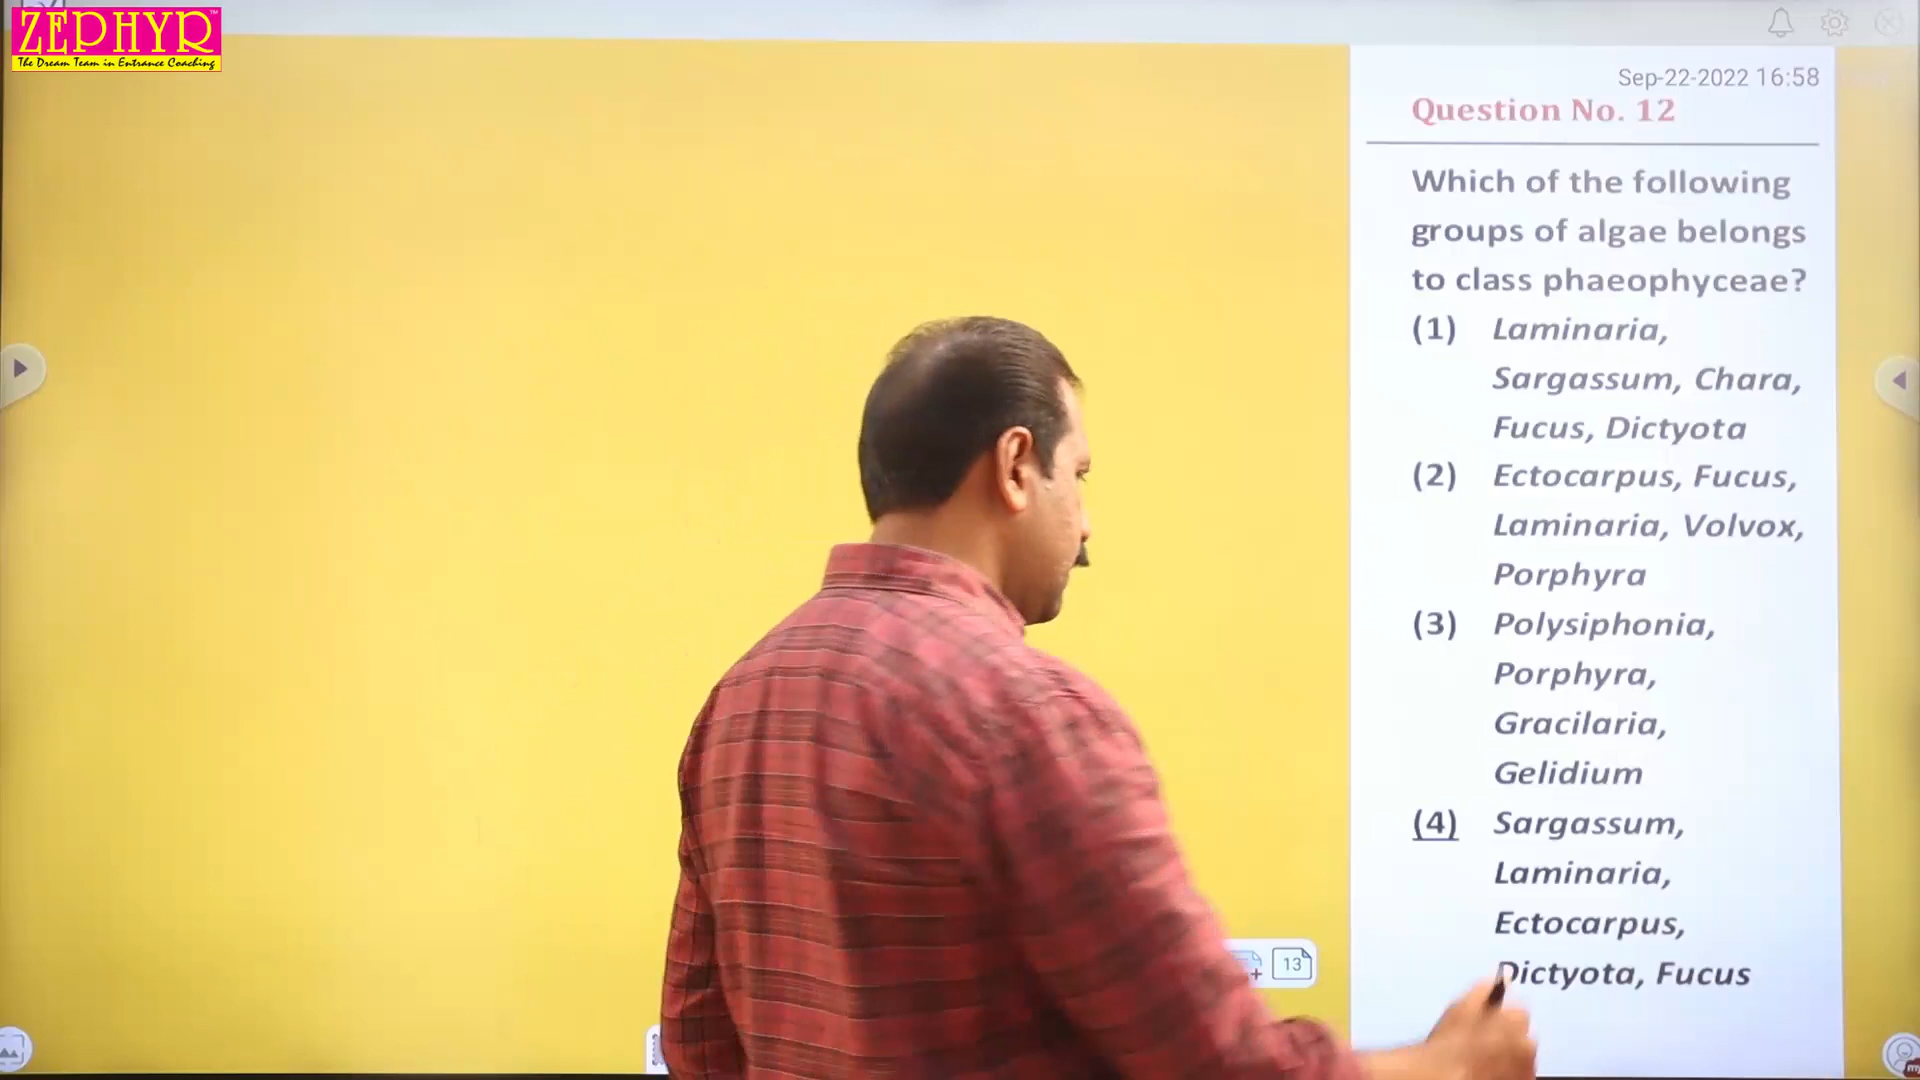 ZEPHYR™
The Dream Team in Entrance Coaching
Sep-22-2022 16:58
Question No. 12
Which of the following
groups of algae belongs
to class phaeophyceae?
(1) Laminaria,
Sargassum, Chara,
Fucus, Dictyota
(2) Ectocarpus, Fucus,
Laminaria, Volvox,
Porphyra
(3) Polysiphonia,
Porphyra,
Gracilaria,
Gelidium
(4) Sargassum,
Laminaria,
Ectocarpus,
Dictyota, Fucus
13